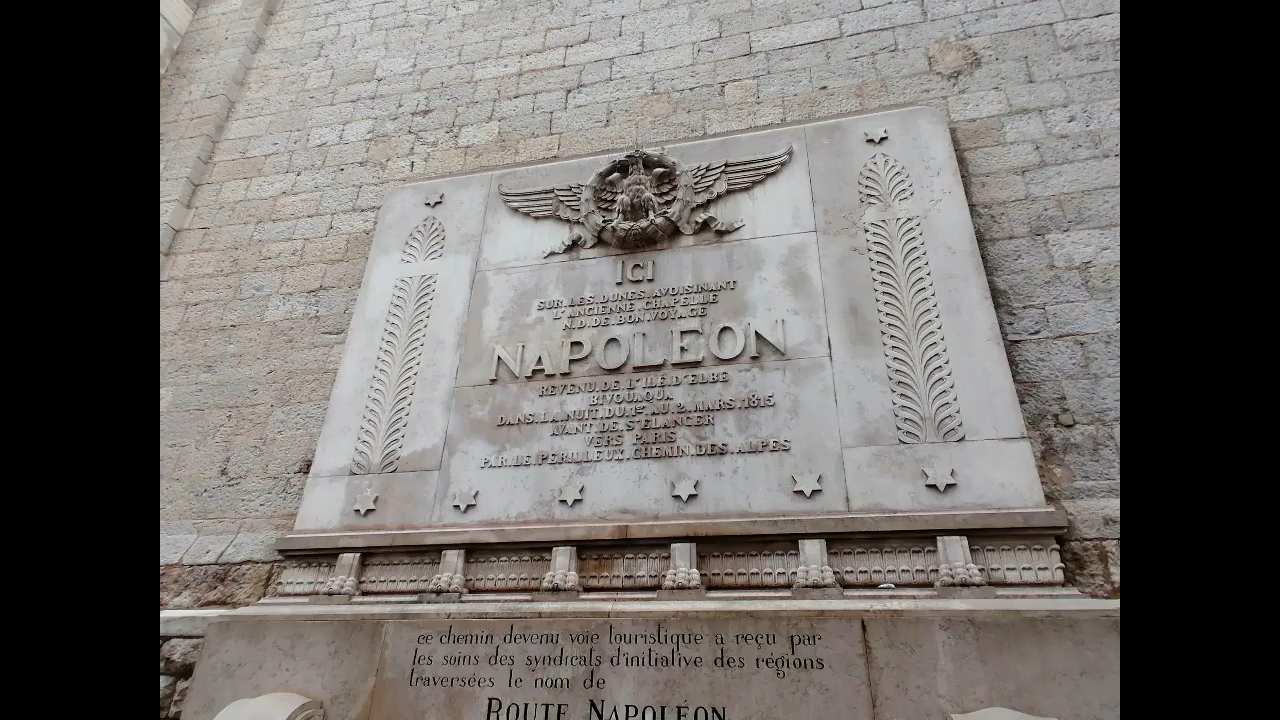 ICI
SUR.LES.DUNES.AVOISINANT
L'ANCIENNE CHAPELLE
N.D.DE.BON.VOYAGE
NAPOLEON
REVENU.DE.L'ILE.D'ELBE
BIVOUAQUA
DANS.LA.NUIT.DU.1ER.AU.2.MARS.1815
AVANT.DE.S'ELANCER
VERS PARIS
PAR.LE.PERILLEUX.CHEMIN.DES.ALPES
ce chemin devenu voie touristique a reçu par
les soins des syndicats d'initiative des régions
traversées le nom de
ROUTE NAPOLÉON